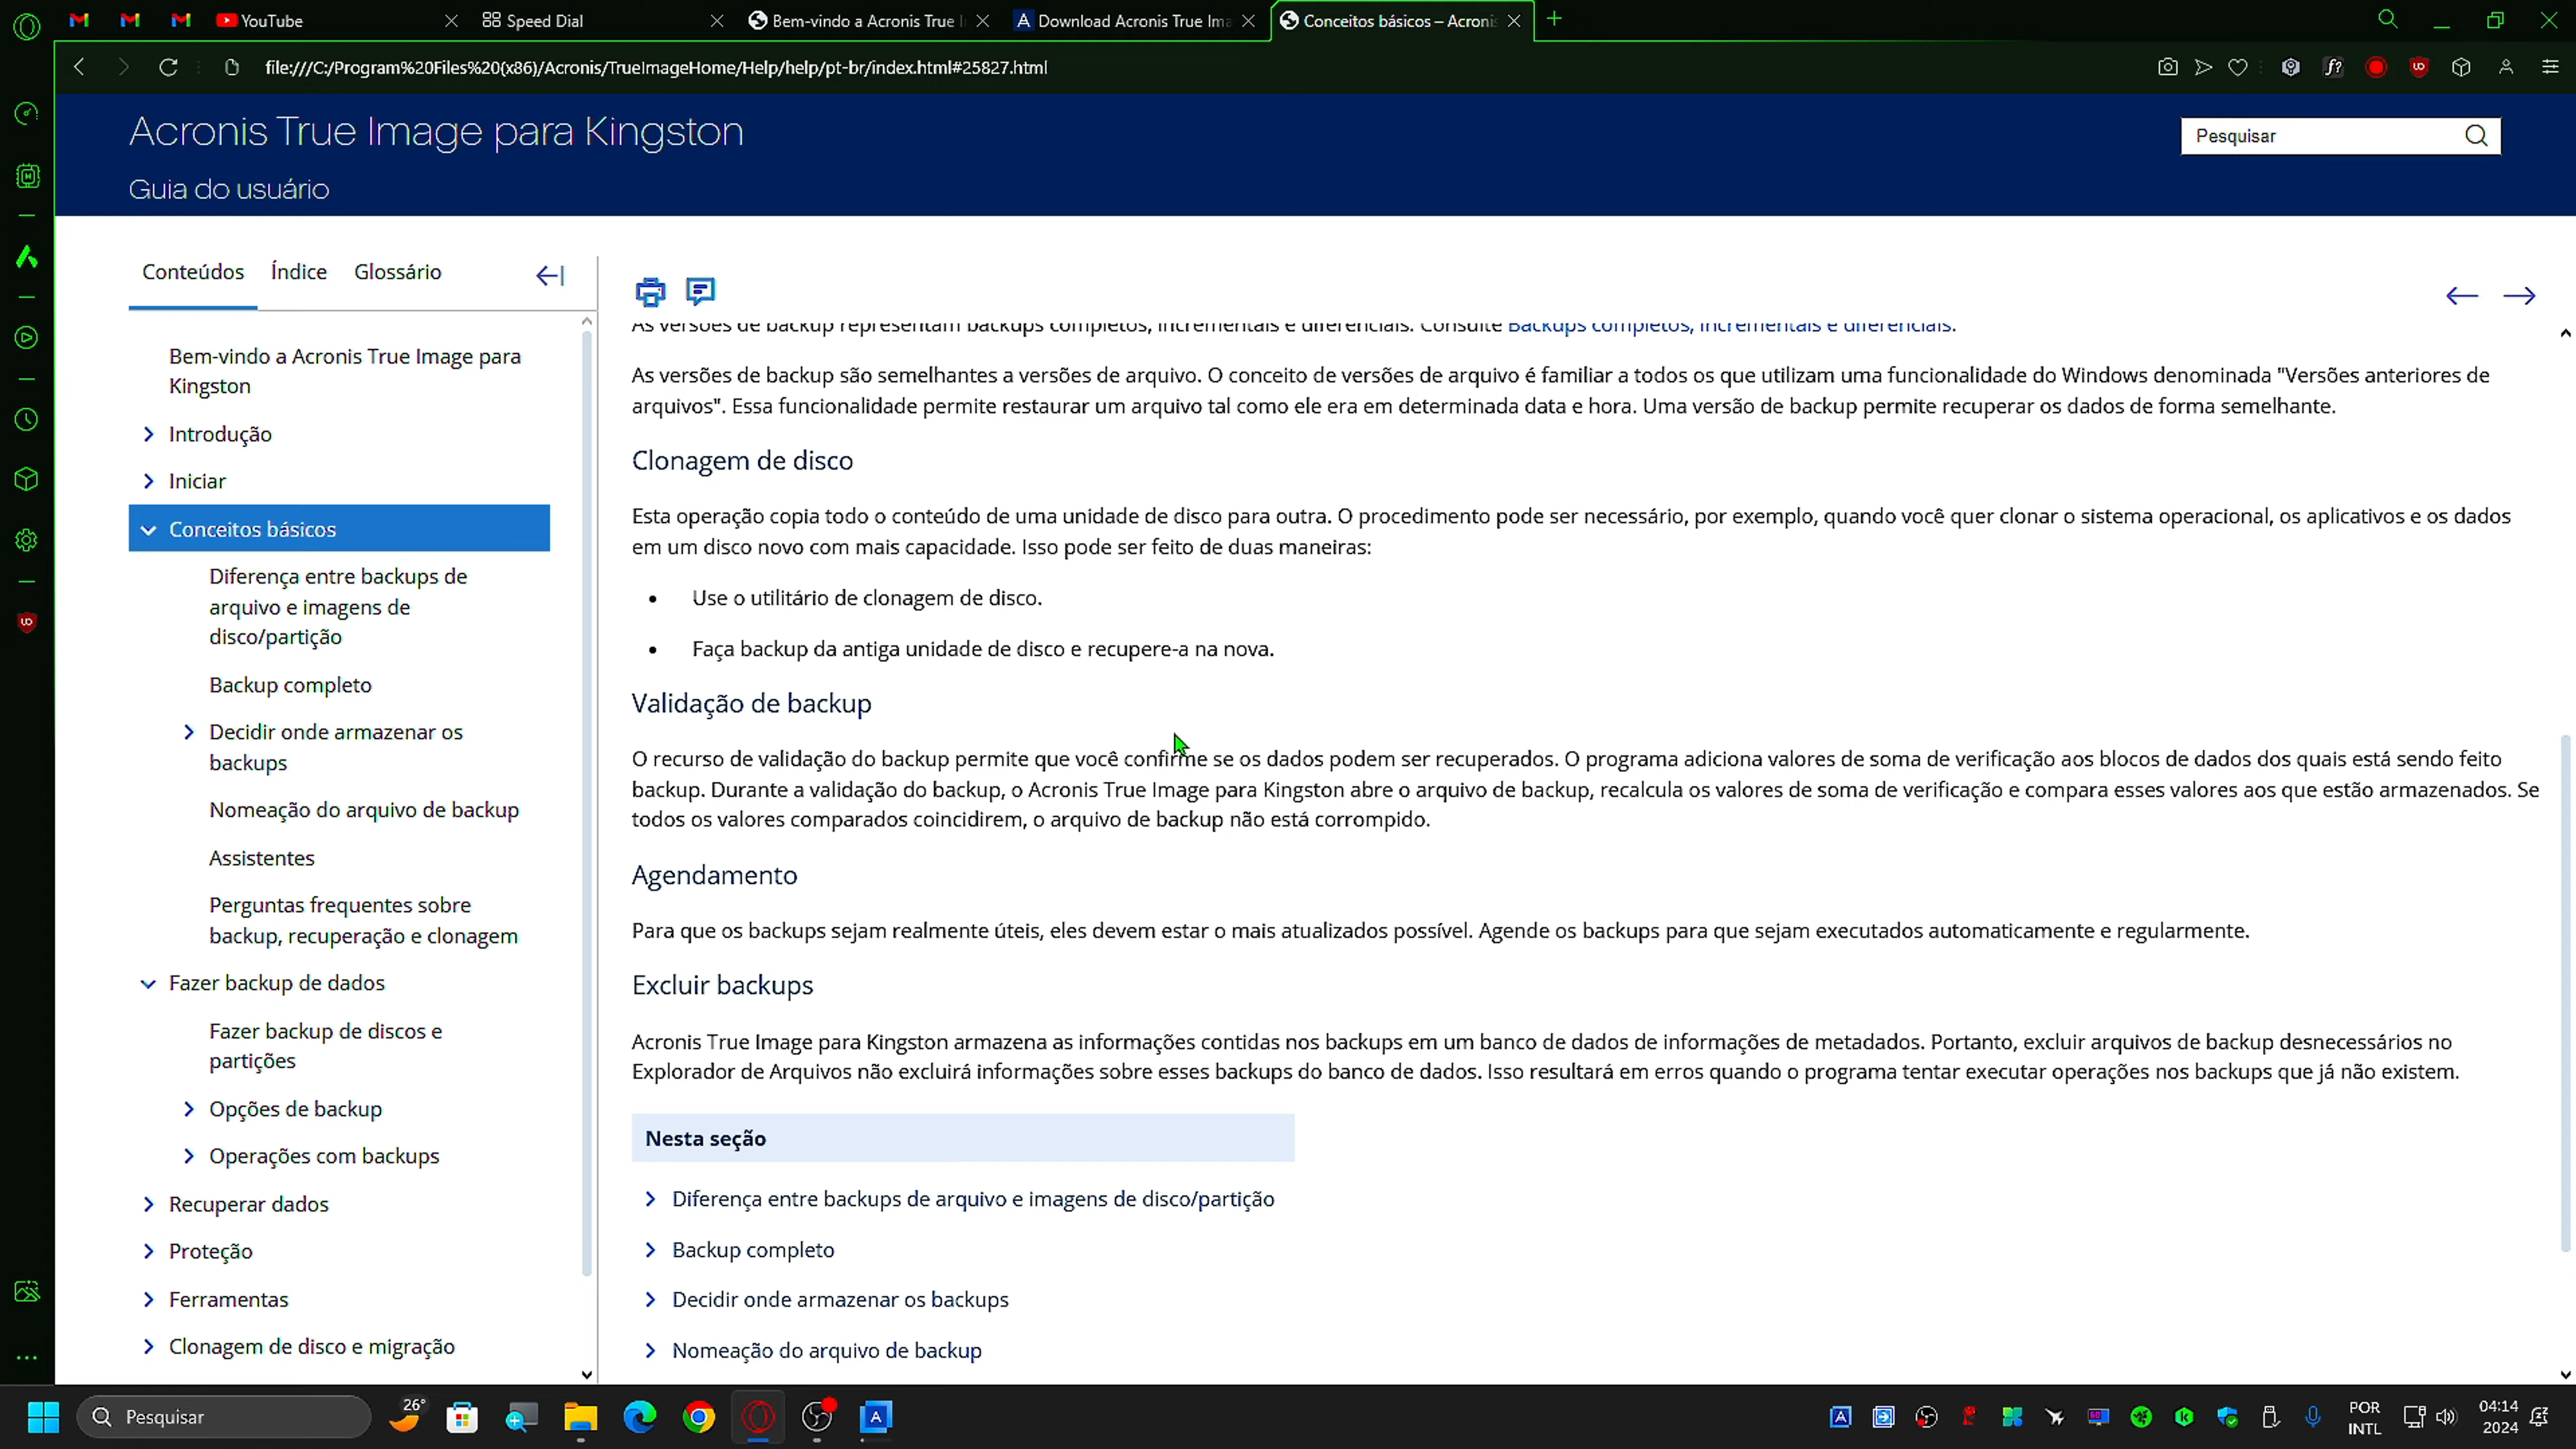 YouTube
Speed Dial
Bem-vindo a Acronis True I
Download Acronis True Ima
Conceitos básicos – Acroni
file:///C:/Program%20Files%20(x86)/Acronis/TrueImageHome/Help/help/pt-br/index.html#25827.html
Acronis True Image para Kingston
Guia do usuário
Pesquisar
Conteúdos
Índice
Glossário
Bem-vindo a Acronis True Image para
Kingston
Introdução
Iniciar
Conceitos básicos
Diferença entre backups de
arquivo e imagens de
disco/partição
Backup completo
Decidir onde armazenar os
backups
Nomeação do arquivo de backup
Assistentes
Perguntas frequentes sobre
backup, recuperação e clonagem
Fazer backup de dados
Fazer backup de discos e
partições
Opções de backup
Operações com backups
Recuperar dados
Proteção
Ferramentas
Clonagem de disco e migração
As versões de backup representam backups completos, incrementais e diferenciais. Consulte Backups completos, incrementais e diferenciais.
As versões de backup são semelhantes a versões de arquivo. O conceito de versões de arquivo é familiar a todos os que utilizam uma funcionalidade do Windows denominada "Versões anteriores de
arquivos". Essa funcionalidade permite restaurar um arquivo tal como ele era em determinada data e hora. Uma versão de backup permite recuperar os dados de forma semelhante.
Clonagem de disco
Esta operação copia todo o conteúdo de uma unidade de disco para outra. O procedimento pode ser necessário, por exemplo, quando você quer clonar o sistema operacional, os aplicativos e os dados
em um disco novo com mais capacidade. Isso pode ser feito de duas maneiras:
• Use o utilitário de clonagem de disco.
• Faça backup da antiga unidade de disco e recupere-a na nova.
Validação de backup
O recurso de validação do backup permite que você confirme se os dados podem ser recuperados. O programa adiciona valores de soma de verificação aos blocos de dados dos quais está sendo feito
backup. Durante a validação do backup, o Acronis True Image para Kingston abre o arquivo de backup, recalcula os valores de soma de verificação e compara esses valores aos que estão armazenados. Se
todos os valores comparados coincidirem, o arquivo de backup não está corrompido.
Agendamento
Para que os backups sejam realmente úteis, eles devem estar o mais atualizados possível. Agende os backups para que sejam executados automaticamente e regularmente.
Excluir backups
Acronis True Image para Kingston armazena as informações contidas nos backups em um banco de dados de informações de metadados. Portanto, excluir arquivos de backup desnecessários no
Explorador de Arquivos não excluirá informações sobre esses backups do banco de dados. Isso resultará em erros quando o programa tentar executar operações nos backups que já não existem.
Nesta seção
Diferença entre backups de arquivo e imagens de disco/partição
Backup completo
Decidir onde armazenar os backups
Nomeação do arquivo de backup
Pesquisar
26°
POR
INTL
04:14
2024